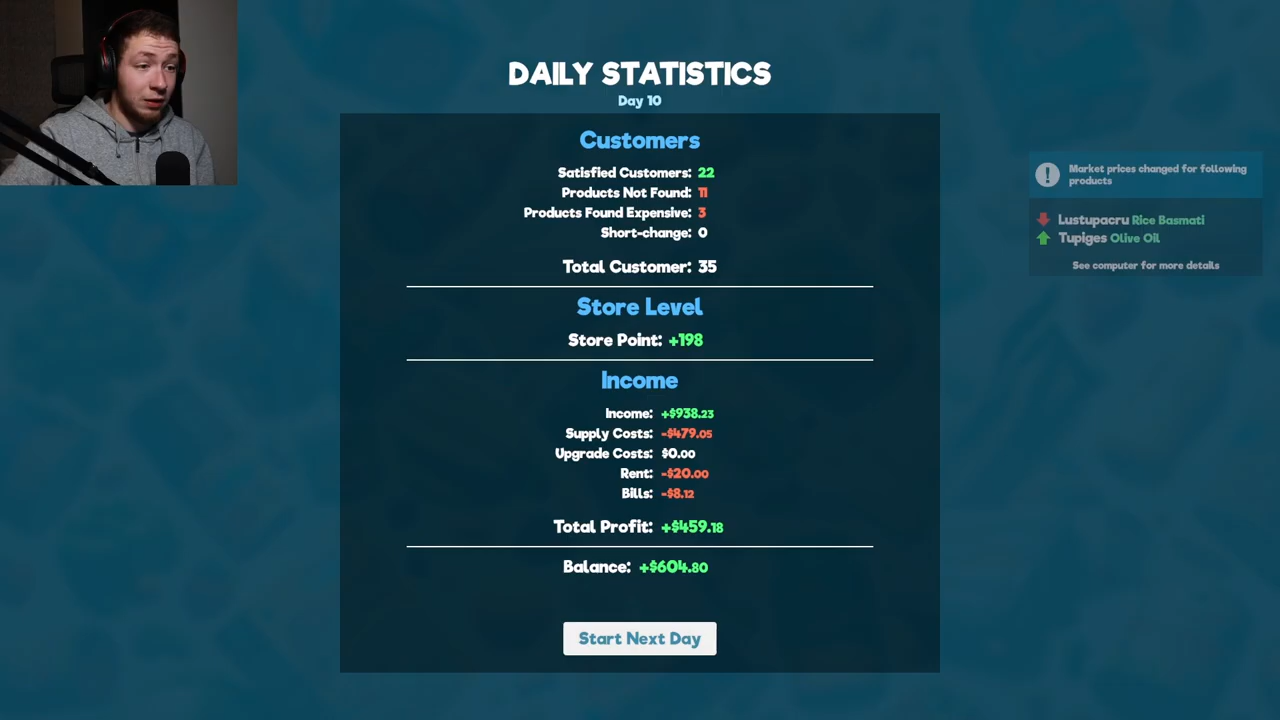 DAILY STATISTICS
Day 10
Customers
Satisfied Customers: 22
Products Not Found: 11
Products Found Expensive: 3
Short-change: 0
Total Customer: 35
Store Level
Store Point: +198
Income
Income: +$938.23
Supply Costs: -$479.05
Upgrade Costs: $0.00
Rent: -$20.00
Bills: -$8.12
Total Profit: +$459.18
Balance: +$604.80
Start Next Day
! Market prices changed for following
products
Lustupacru Rice Basmati
Tupiges Olive Oil
See computer for more details